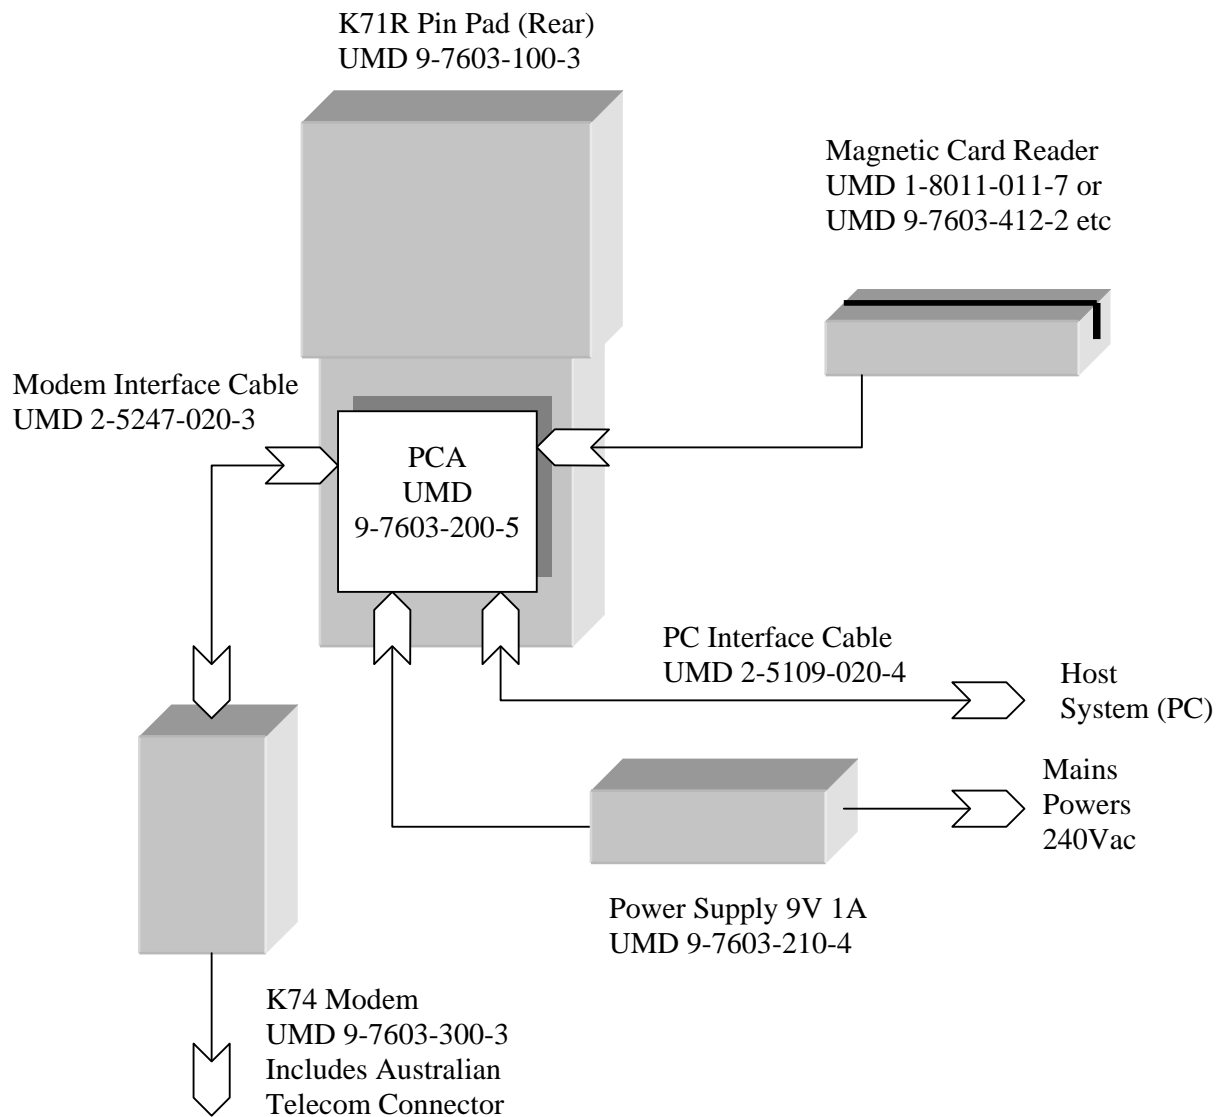 K71R Pin Pad (Rear)
UMD 9-7603-100-3
Magnetic Card Reader
UMD 1-8011-011-7 or
UMD 9-7603-412-2 etc
Modem Interface Cable
UMD 2-5247-020-3
PCA
UMD
9-7603-200-5
PC Interface Cable
UMD 2-5109-020-4
Host
System (PC)
Mains
Powers
240Vac
Power Supply 9V 1A
UMD 9-7603-210-4
K74 Modem
UMD 9-7603-300-3
Includes Australian
Telecom Connector